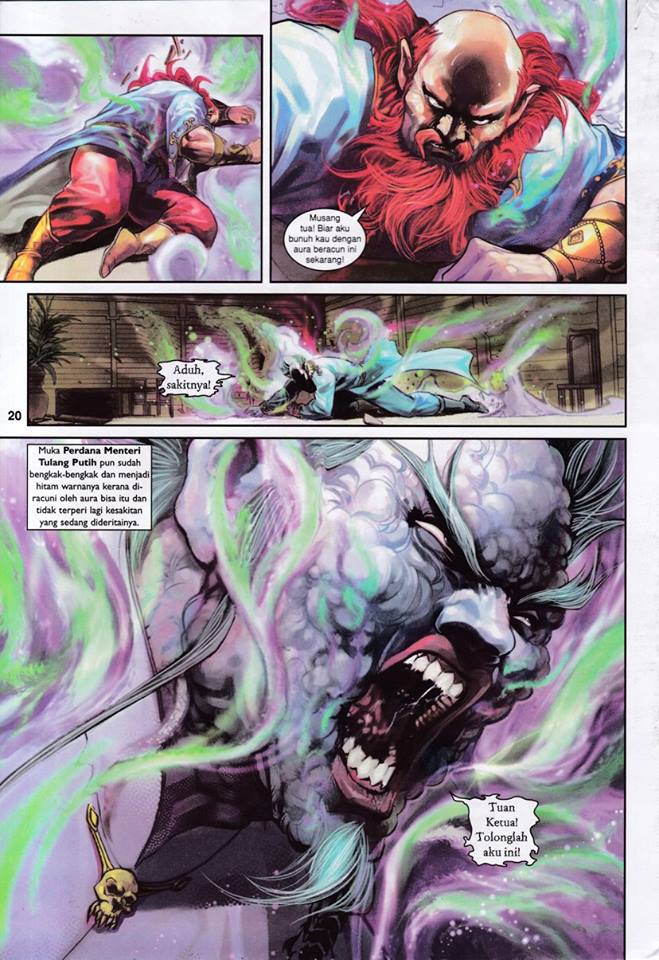 Musang
tua! Biar aku
bunuh kau dengan
aura beracun ini
sekarang!
Aduh,
sakitnya!
20
Muka Perdana Menteri
Tulang Putih pun sudah
bengkak-bengkak dan menjadi
hitam warnanya kerana di-
racuni oleh aura bisa itu dan
tidak terperi lagi kesakitan
yang sedang dideritainya.
Tuan
Ketua!
Tolonglah
aku ini!